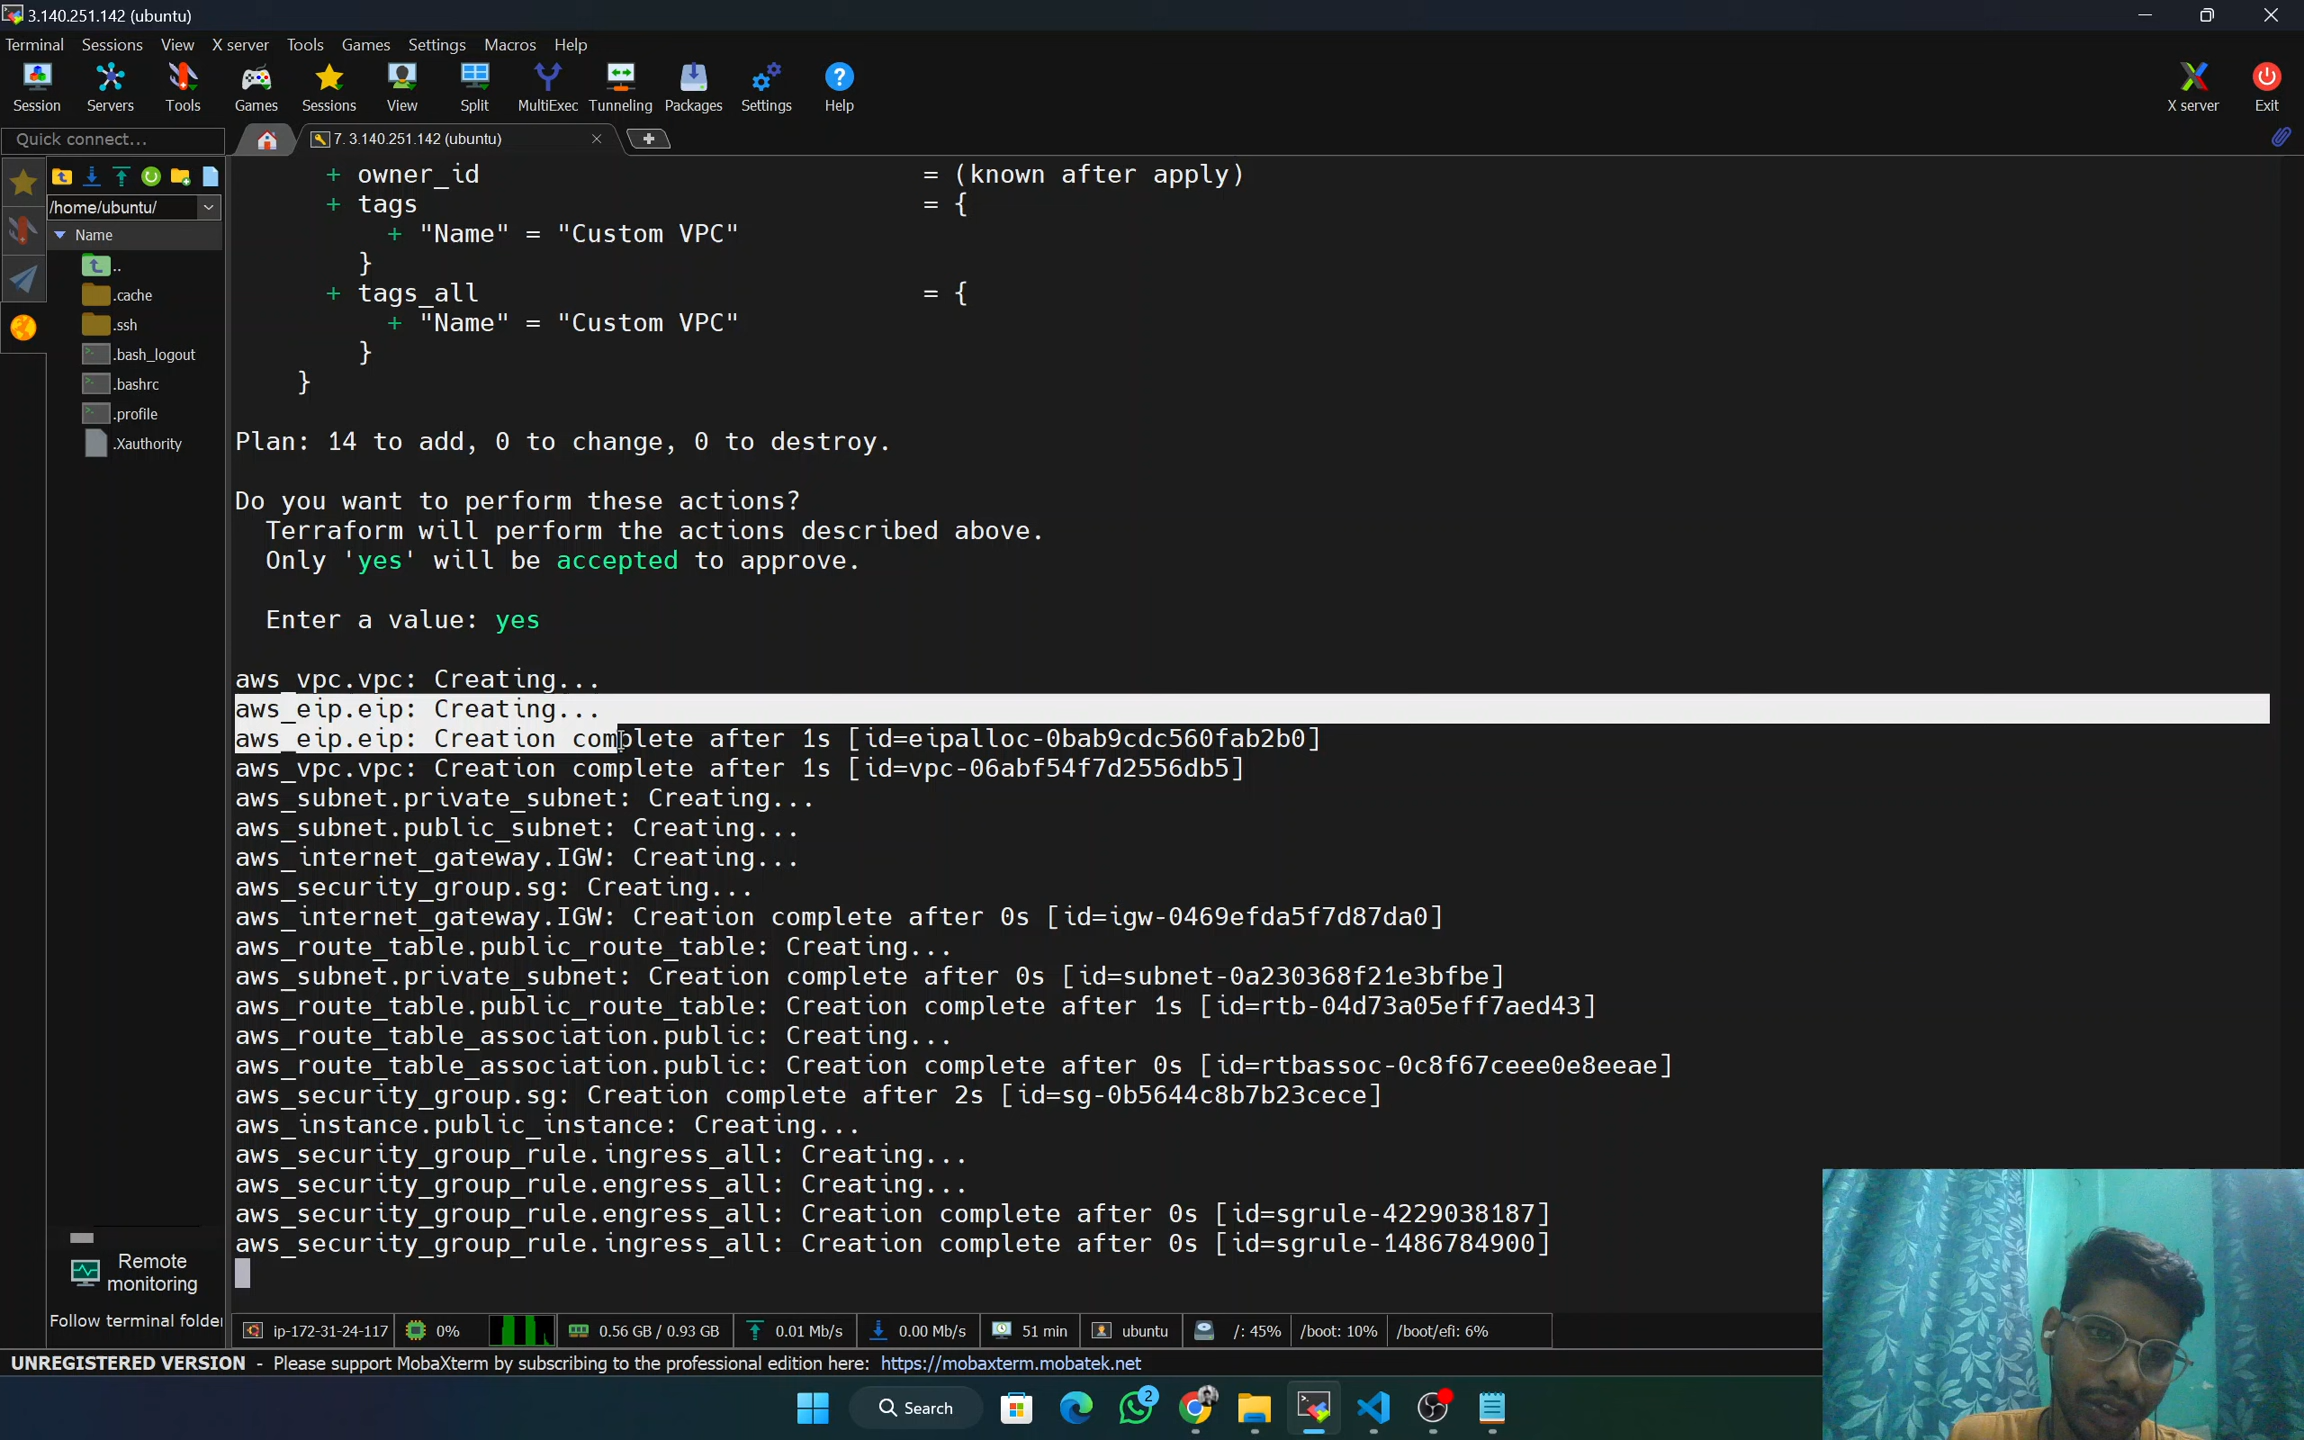 3.140.251.142 (ubuntu)
Terminal Sessions View X server Tools Games Settings Macros Help
Session Servers Tools Games Sessions View Split MultiExec Tunneling Packages Settings Help X server Exit
Quick connect...
7. 3.140.251.142 (ubuntu)
/home/ubuntu/
Name
..
.cache
.ssh
.bash_logout
.bashrc
.profile
.Xauthority
Remote
monitoring
Follow terminal folder
+ owner_id = (known after apply)
+ tags = {
+ "Name" = "Custom VPC"
}
+ tags_all = {
+ "Name" = "Custom VPC"
}
}
Plan: 14 to add, 0 to change, 0 to destroy.
Do you want to perform these actions?
Terraform will perform the actions described above.
Only 'yes' will be accepted to approve.
Enter a value: yes
aws_vpc.vpc: Creating...
aws_eip.eip: Creating...
aws_eip.eip: Creation complete after 1s [id=eipalloc-0bab9cdc560fab2b0]
aws_vpc.vpc: Creation complete after 1s [id=vpc-06abf54f7d2556db5]
aws_subnet.private_subnet: Creating...
aws_subnet.public_subnet: Creating...
aws_internet_gateway.IGW: Creating...
aws_security_group.sg: Creating...
aws_internet_gateway.IGW: Creation complete after 0s [id=igw-0469efda5f7d87da0]
aws_route_table.public_route_table: Creating...
aws_subnet.private_subnet: Creation complete after 0s [id=subnet-0a230368f21e3bfbe]
aws_route_table.public_route_table: Creation complete after 1s [id=rtb-04d73a05eff7aed43]
aws_route_table_association.public: Creating...
aws_route_table_association.public: Creation complete after 0s [id=rtbassoc-0c8f67ceee0e8eeae]
aws_security_group.sg: Creation complete after 2s [id=sg-0b5644c8b7b23cece]
aws_instance.public_instance: Creating...
aws_security_group_rule.ingress_all: Creating...
aws_security_group_rule.engress_all: Creating...
aws_security_group_rule.engress_all: Creation complete after 0s [id=sgrule-4229038187]
aws_security_group_rule.ingress_all: Creation complete after 0s [id=sgrule-1486784900]
ip-172-31-24-117 0% 0.56 GB / 0.93 GB 0.01 Mb/s 0.00 Mb/s 51 min ubuntu /: 45% /boot: 10% /boot/efi: 6%
UNREGISTERED VERSION - Please support MobaXterm by subscribing to the professional edition here: https://mobaxterm.mobatek.net
Search
2